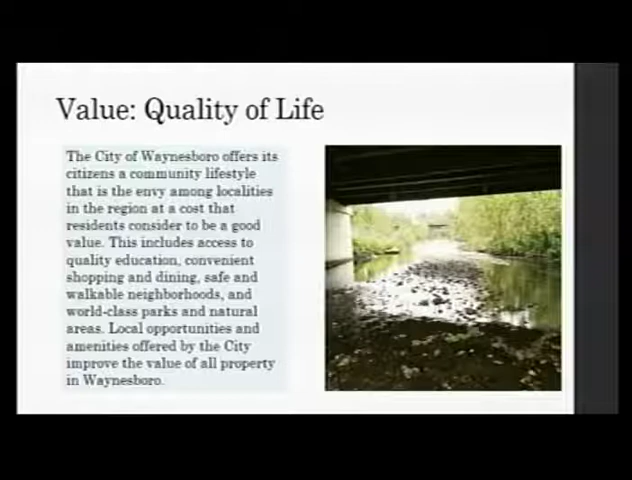 Value: Quality of Life
The City of Waynesboro offers its
citizens a community lifestyle
that is the envy among localities
in the region at a cost that
residents consider to be a good
value. This includes access to
quality education, convenient
shopping and dining, safe and
walkable neighborhoods, and
world-class parks and natural
areas. Local opportunities and
amenities offered by the City
improve the value of all property
in Waynesboro.